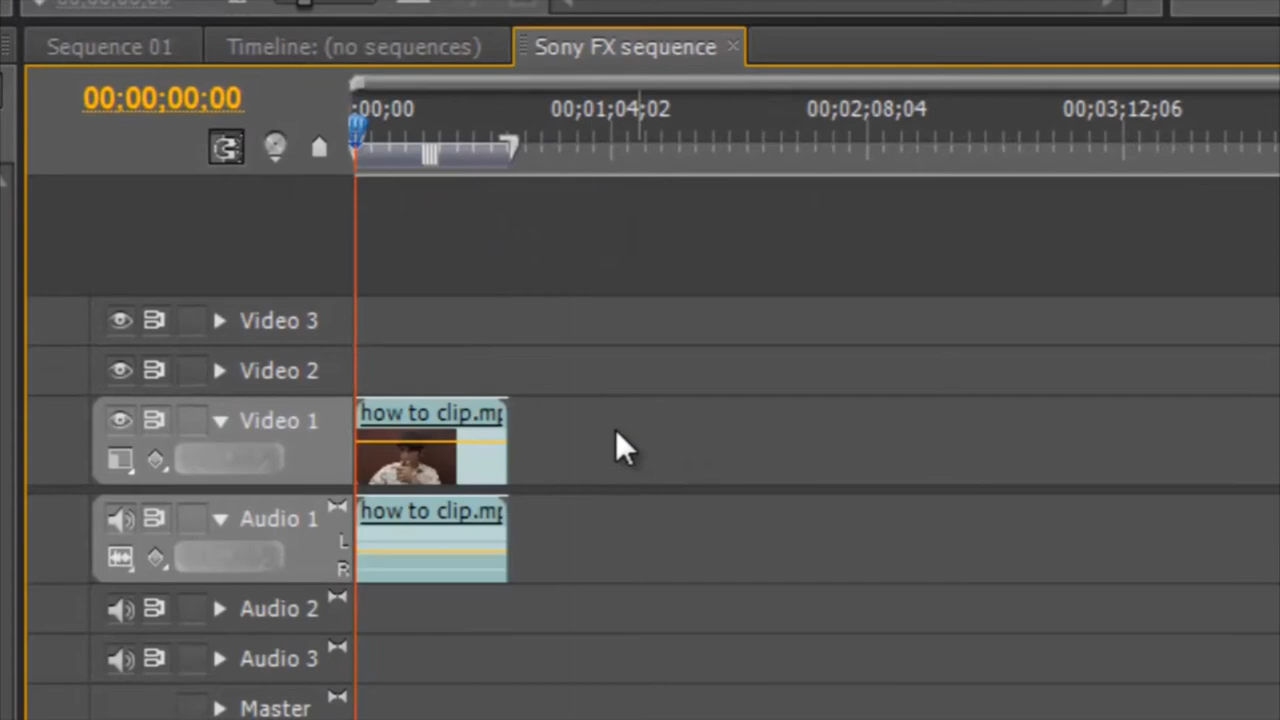 Sequence 01 Timeline: (no sequences) Sony FX sequence
00;00;00;00
;00;00 00;01;04;02 00;02;08;04 00;03;12;06
Video 3
Video 2
Video 1
how to clip.mp
Audio 1
how to clip.mp
L
R
Audio 2
Audio 3
Master